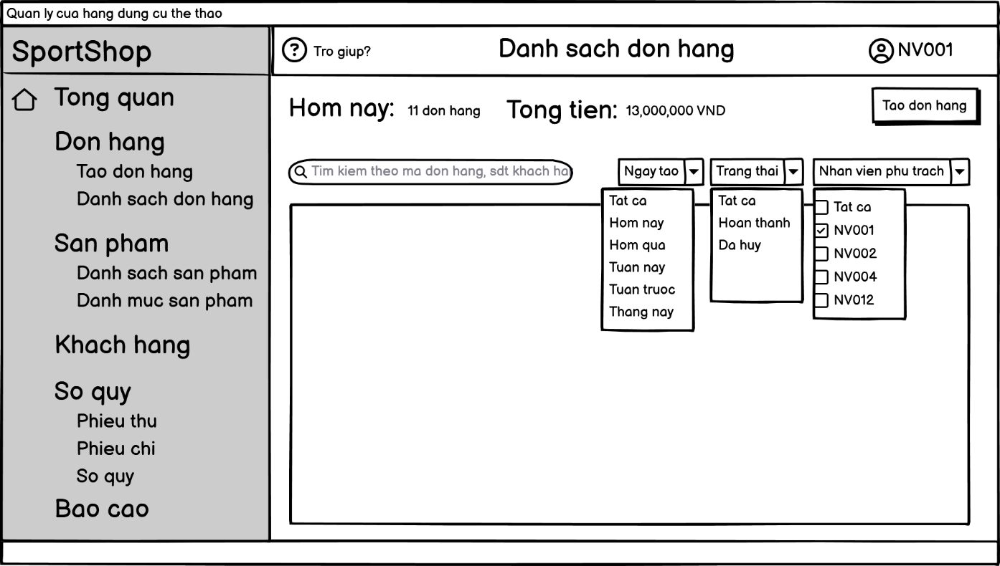 Quan ly cua hang dung cu the thao
SportShop
Tro giup?
Danh sach don hang
NV001
Tong quan
Don hang
Tao don hang
Danh sach don hang
San pham
Danh sach san pham
Danh muc san pham
Khach hang
So quy
Phieu thu
Phieu chi
So quy
Bao cao
Hom nay: 11 don hang
Tong tien: 13,000,000 VND
Tao don hang
Tim kiem theo ma don hang, sdt khach ha
Ngay tao
Tat ca
Hom nay
Hom qua
Tuan nay
Tuan truoc
Thang nay
Trang thai
Tat ca
Hoan thanh
Da huy
Nhan vien phu trach
Tat ca
NV001
NV002
NV004
NV012